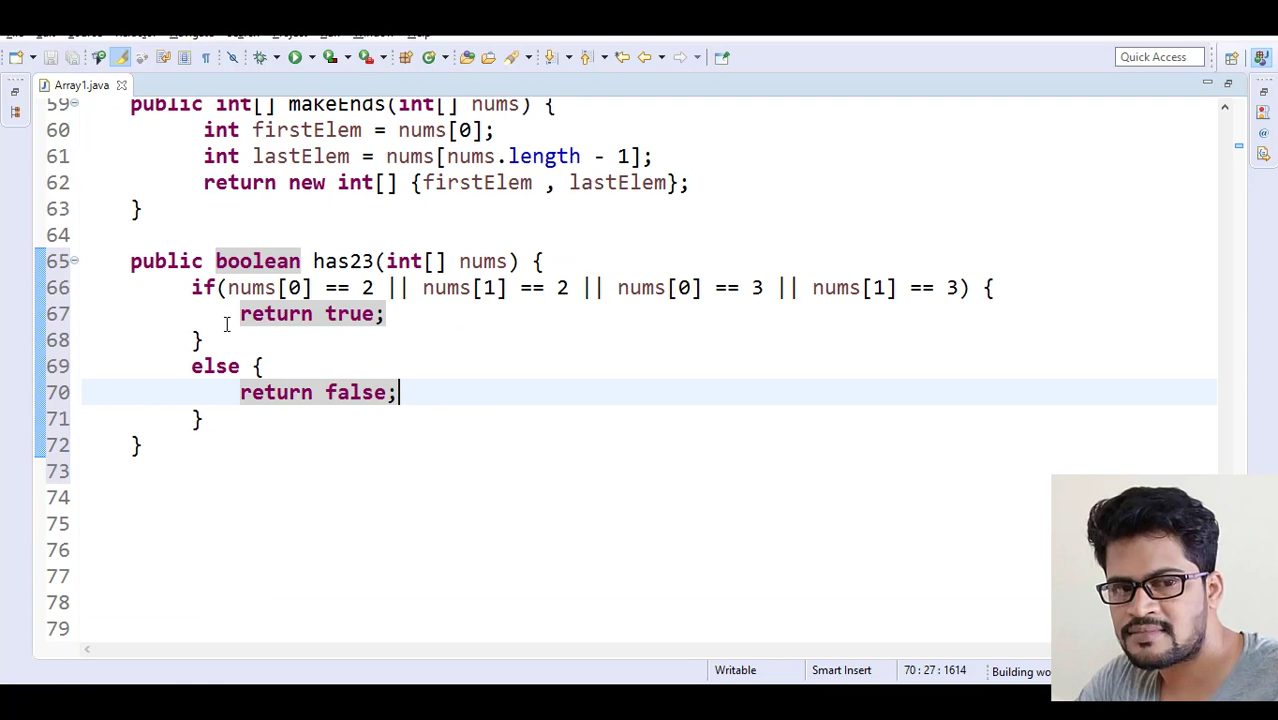 Quick Access
Array1.java
59 public int[] makeEnds(int[] nums) {
60 int firstElem = nums[0];
61 int lastElem = nums[nums.length - 1];
62 return new int[] {firstElem , lastElem};
63 }
64
65 public boolean has23(int[] nums) {
66 if(nums[0] == 2 || nums[1] == 2 || nums[0] == 3 || nums[1] == 3) {
67 return true;
68 }
69 else {
70 return false;
71 }
72 }
73
74
75
76
77
78
79
Writable Smart Insert 70 : 27 : 1614 Building wo